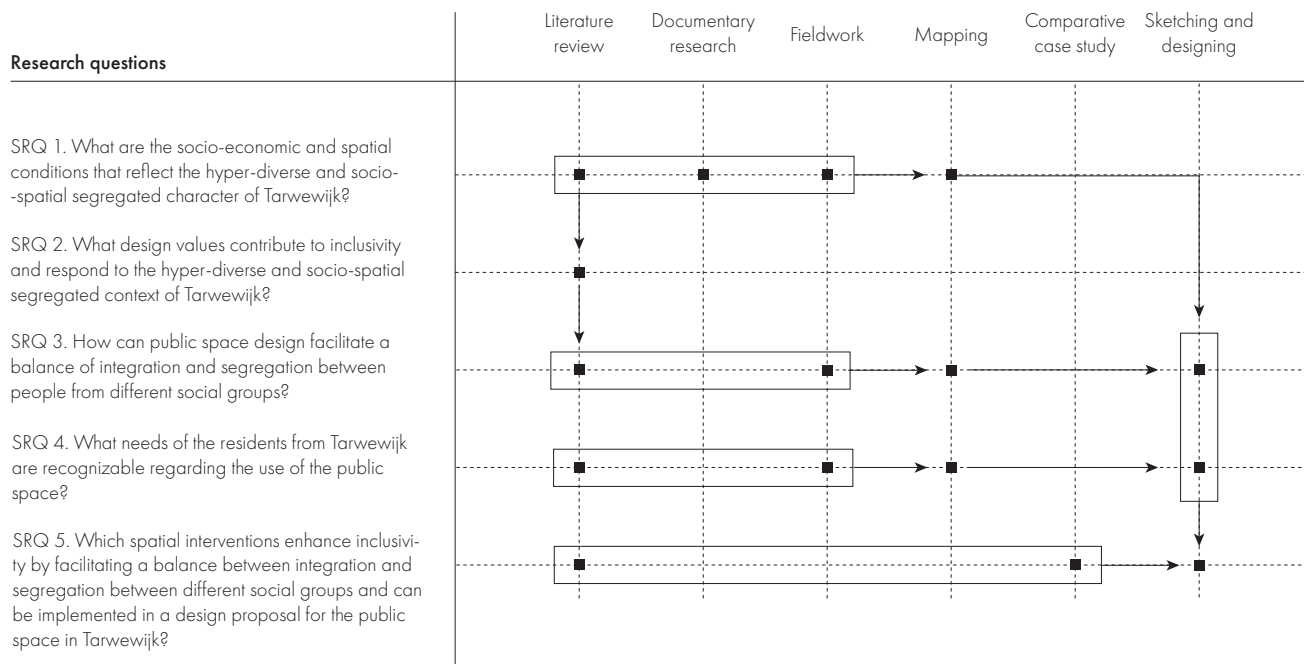 Literature
review
Documentary
research
Fieldwork
Mapping
Comparative
case study
Sketching and
designing
Research questions
SRQ 1. What are the socio-economic and spatial
conditions that reflect the hyper-diverse and socio-
-spatial segregated character of Tarwewijk?
SRQ 2. What design values contribute to inclusivity
and respond to the hyper-diverse and socio-spatial
segregated context of Tarwewijk?
SRQ 3. How can public space design facilitate a
balance of integration and segregation between
people from different social groups?
SRQ 4. What needs of the residents from Tarwewijk
are recognizable regarding the use of the public
space?
SRQ 5. Which spatial interventions enhance inclusivi-
ty by facilitating a balance between integration and
segregation between different social groups and can
be implemented in a design proposal for the public
space in Tarwewijk?